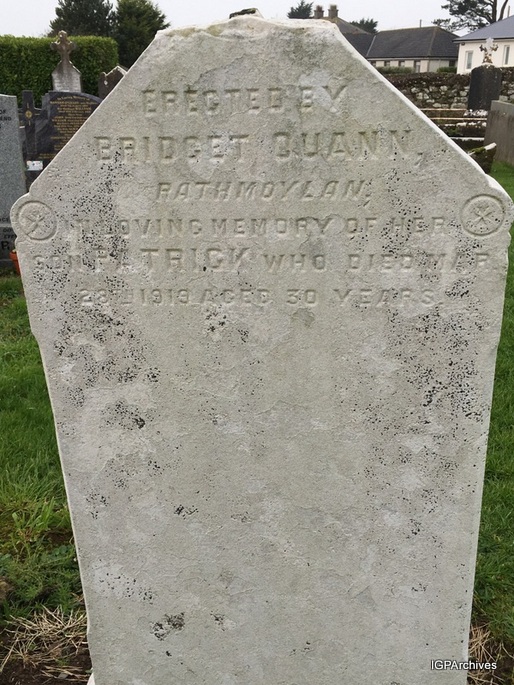 ERECTED BY
BRIDGET QUANN,
RATHMOYLAN,
IN LOVING MEMORY OF HER
SON PATRICK WHO DIED MAR
1919 AGED 30 YEARS.
IGPArchives